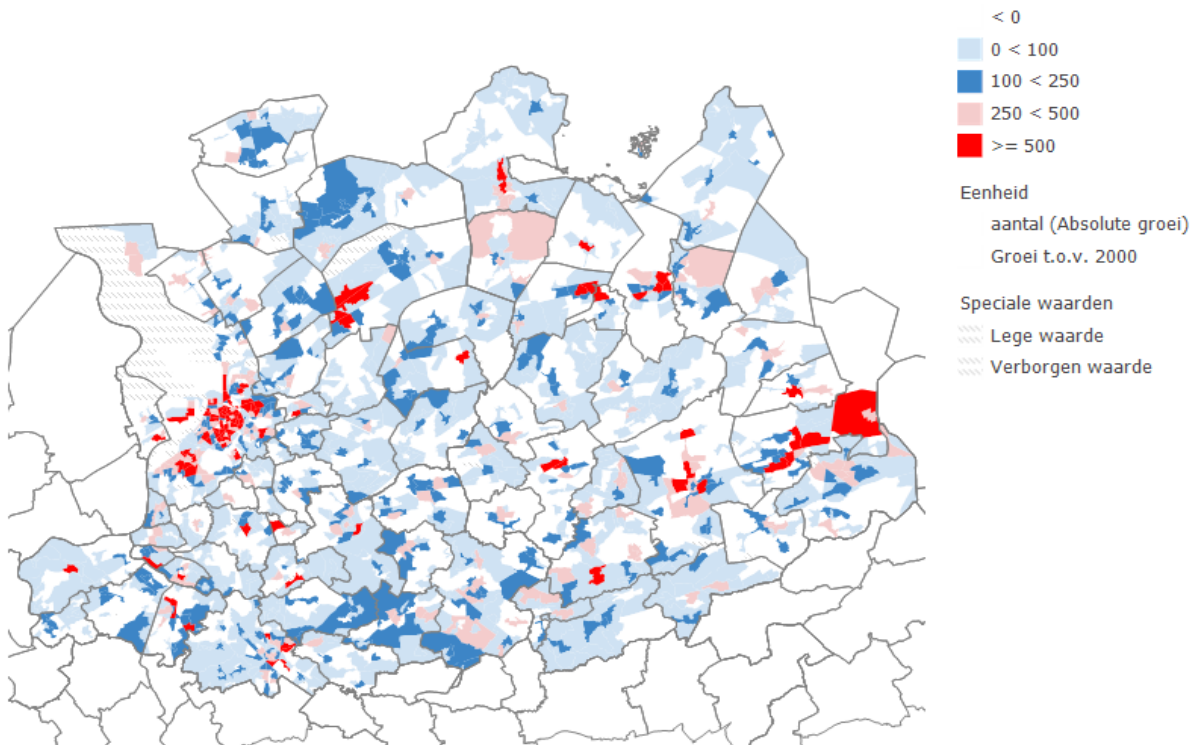 < 0
0 < 100
100 < 250
250 < 500
>= 500
Eenheid
aantal (Absolute groei)
Groei t.o.v. 2000
Speciale waarden
Lege waarde
Verborgen waarde